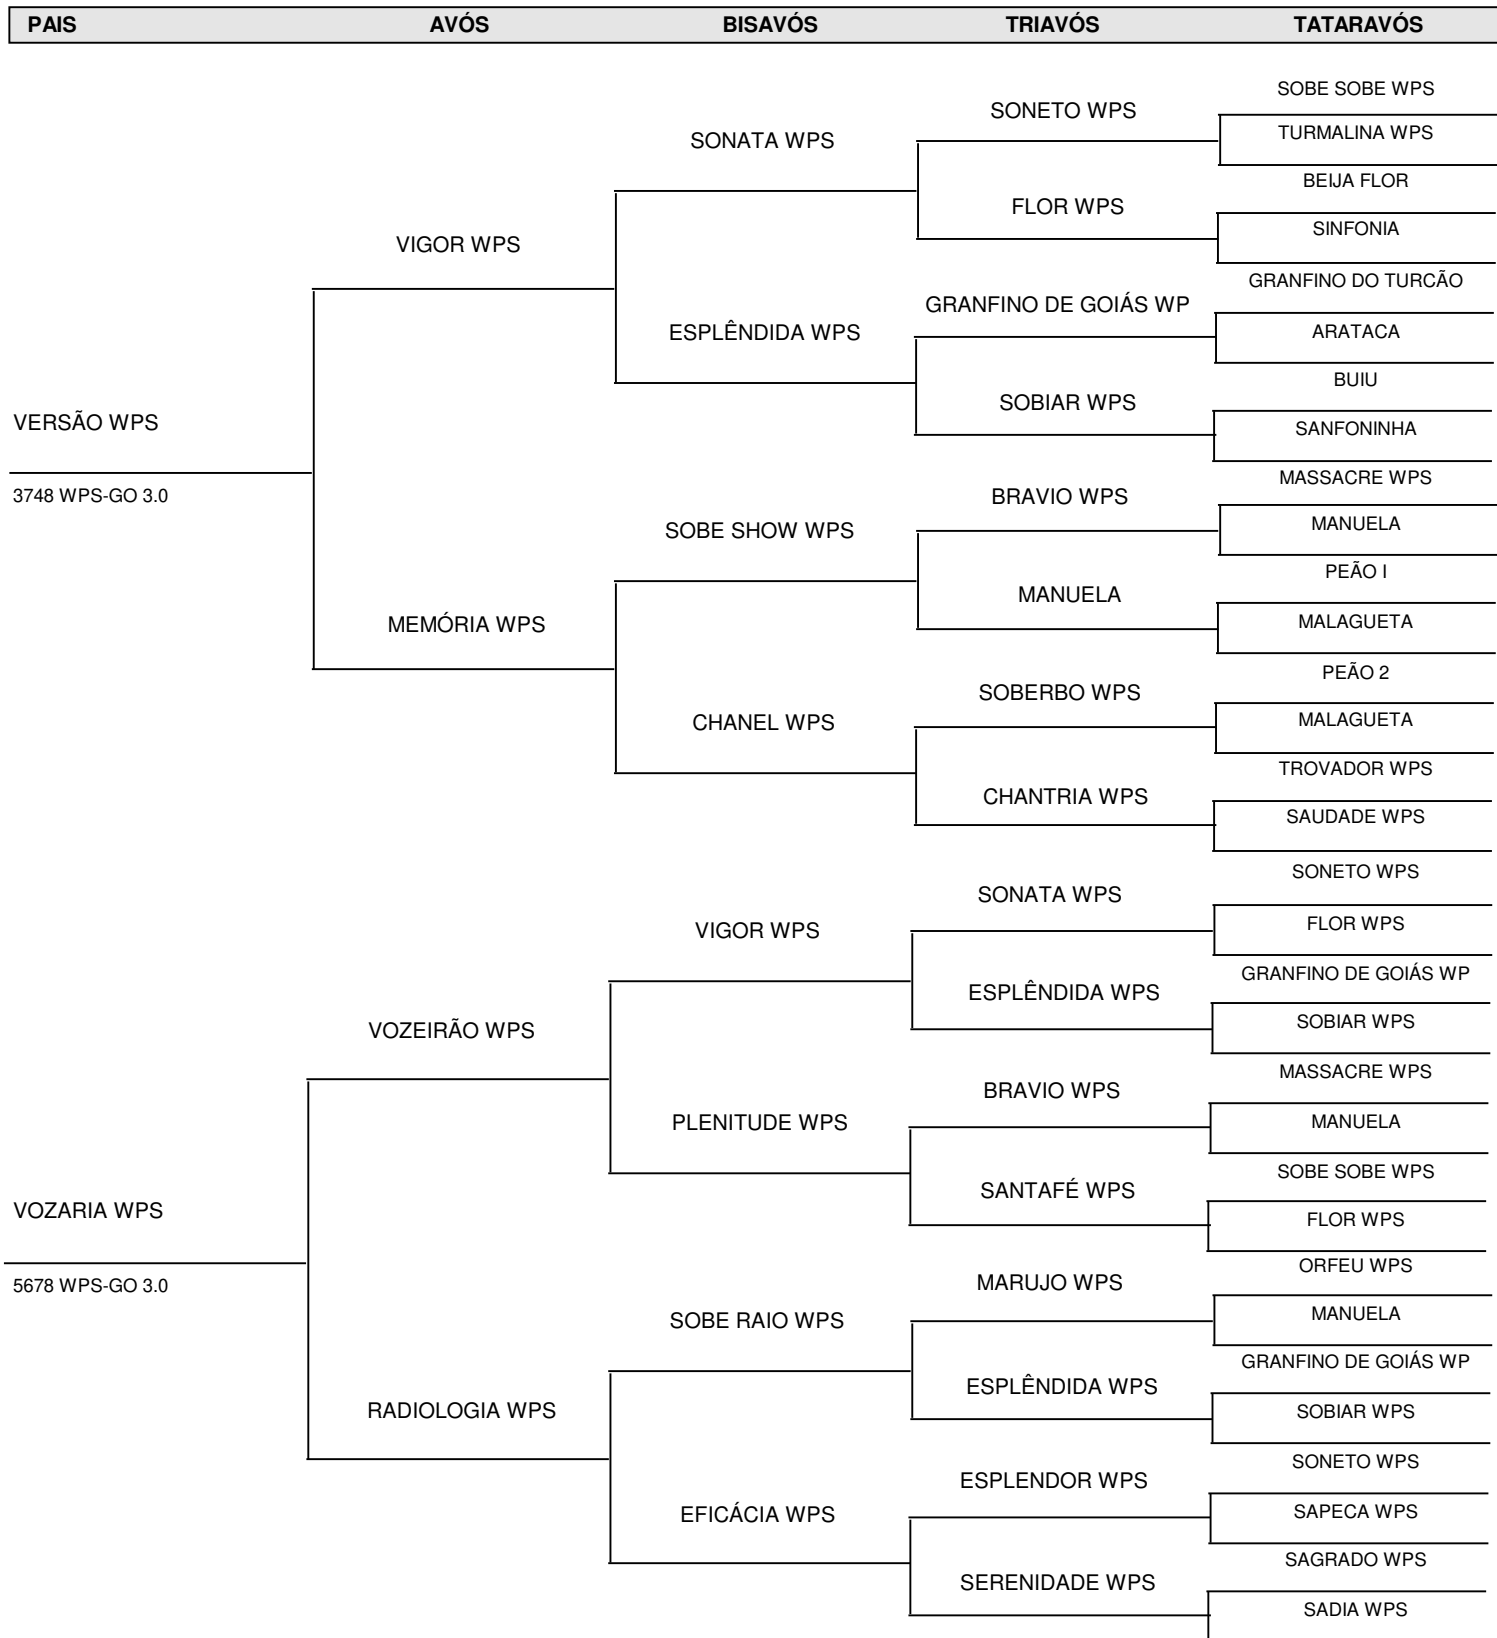 PAIS AVÓS BISAVÓS TRIAVÓS TATARAVÓS
SOBE SOBE WPS
SONETO WPS
TURMALINA WPS
SONATA WPS
BEIJA FLOR
FLOR WPS
SINFONIA
VIGOR WPS
GRANFINO DO TURCÃO
GRANFINO DE GOIÁS WP
ARATACA
ESPLÊNDIDA WPS
BUIU
SOBIAR WPS
VERSÃO WPS
SANFONINHA
MASSACRE WPS
3748 WPS-GO 3.0
BRAVIO WPS
MANUELA
SOBE SHOW WPS
PEÃO I
MANUELA
MALAGUETA
MEMÓRIA WPS
PEÃO 2
SOBERBO WPS
MALAGUETA
CHANEL WPS
TROVADOR WPS
CHANTRIA WPS
SAUDADE WPS
SONETO WPS
SONATA WPS
FLOR WPS
VIGOR WPS
GRANFINO DE GOIÁS WP
ESPLÊNDIDA WPS
SOBIAR WPS
VOZEIRÃO WPS
MASSACRE WPS
BRAVIO WPS
MANUELA
PLENITUDE WPS
SOBE SOBE WPS
SANTAFÉ WPS
VOZARIA WPS
FLOR WPS
ORFEU WPS
5678 WPS-GO 3.0
MARUJO WPS
MANUELA
SOBE RAIO WPS
GRANFINO DE GOIÁS WP
ESPLÊNDIDA WPS
SOBIAR WPS
RADIOLOGIA WPS
SONETO WPS
ESPLENDOR WPS
SAPECA WPS
EFICÁCIA WPS
SAGRADO WPS
SERENIDADE WPS
SADIA WPS